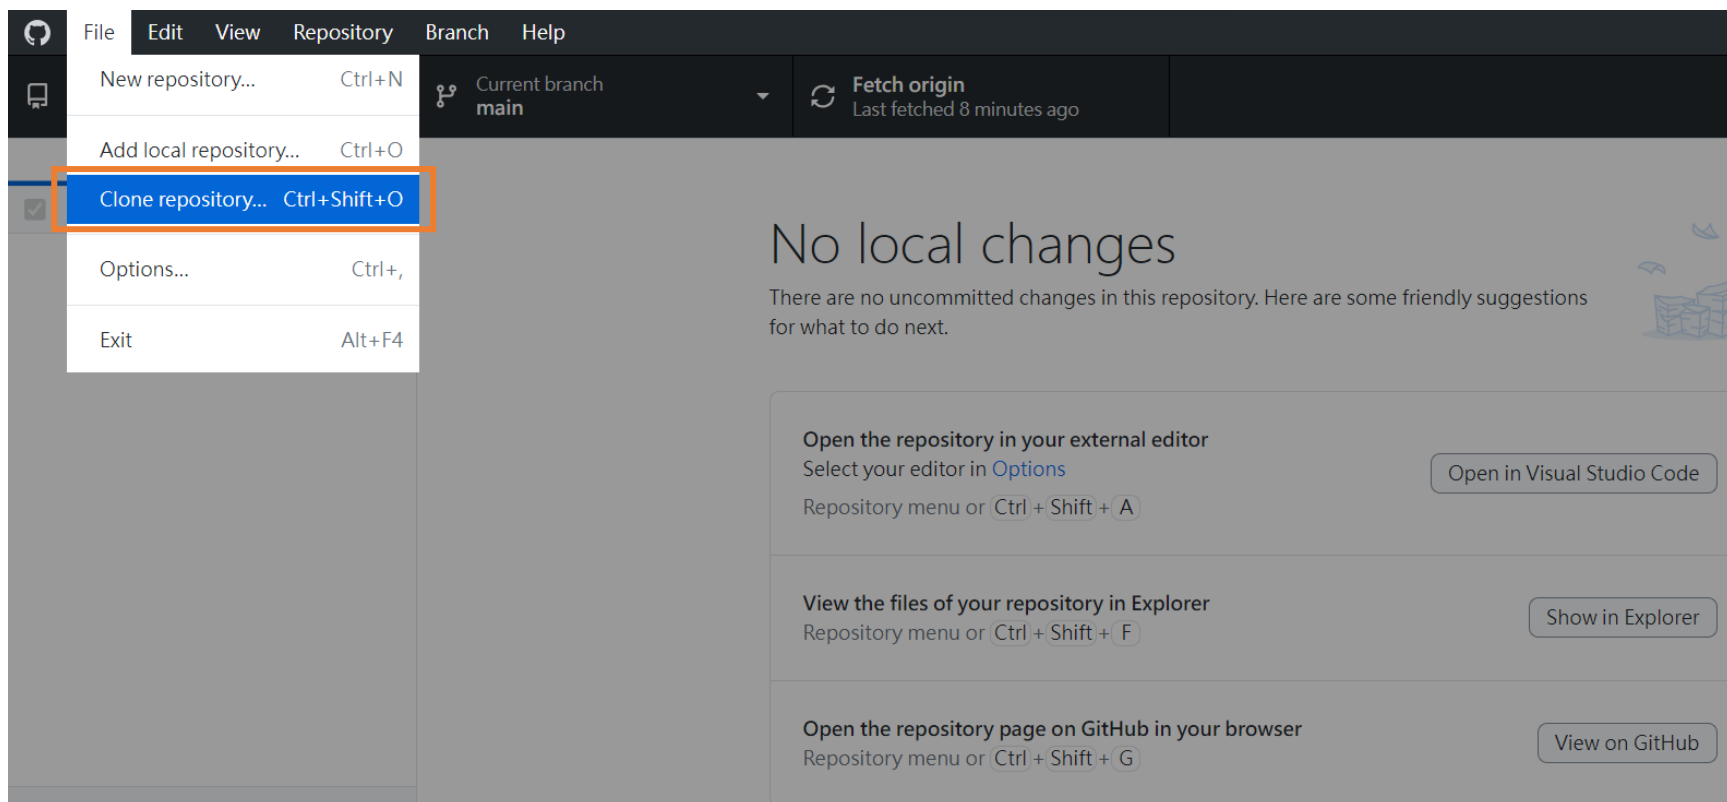 File Edit View Repository Branch Help
New repository... Ctrl+N
Add local repository... Ctrl+O
Clone repository... Ctrl+Shift+O
Options... Ctrl+,
Exit Alt+F4
Current branch
main
Fetch origin
Last fetched 8 minutes ago
No local changes
There are no uncommitted changes in this repository. Here are some friendly suggestions
for what to do next.
Open the repository in your external editor
Select your editor in Options
Repository menu or Ctrl + Shift + A
Open in Visual Studio Code
View the files of your repository in Explorer
Repository menu or Ctrl + Shift + F
Show in Explorer
Open the repository page on GitHub in your browser
Repository menu or Ctrl + Shift + G
View on GitHub